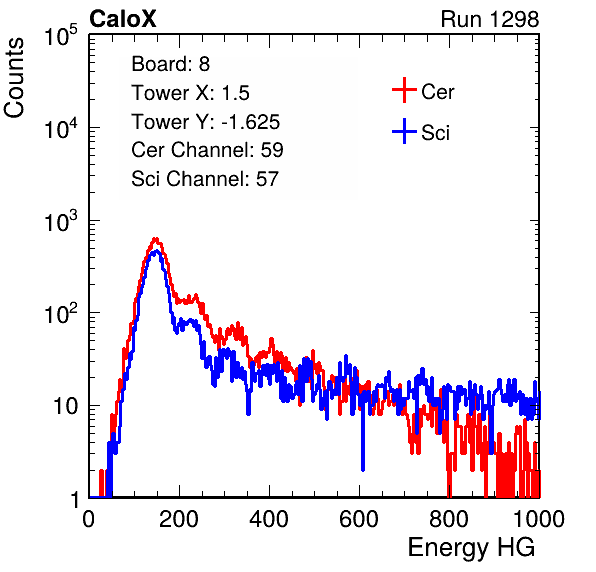 CaloX Run 1298
Counts
10^5
10^4
10^3
10^2
10
1
Board: 8
Tower X: 1.5
Tower Y: -1.625
Cer Channel: 59
Sci Channel: 57
Cer
Sci
0 200 400 600 800 1000
Energy HG